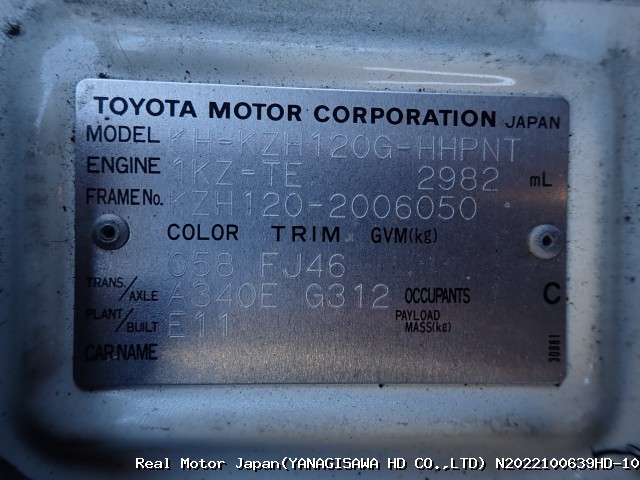 TOYOTA MOTOR CORPORATION JAPAN
MODEL KH-KZH120G-HHPNT
ENGINE 1KZ-TE 2982 mL
FRAME No. KZH120-2006050
COLOR TRIM GVM(kg)
058 FJ46
TRANS./AXLE A340E G312 OCCUPANTS C
PLANT/BUILT E11 PAYLOAD MASS(kg)
CAR NAME
30861
Real Motor Japan(YANAGISAWA HD CO.,LTD) N2022100639HD-10